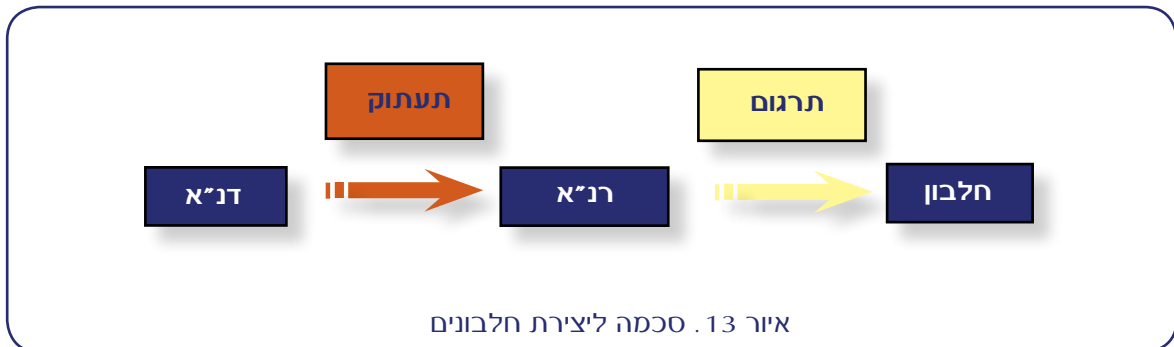 תעתוק
תרגום
דנ״א
רנ״א
חלבון
איור 13. סכמה ליצירת חלבונים